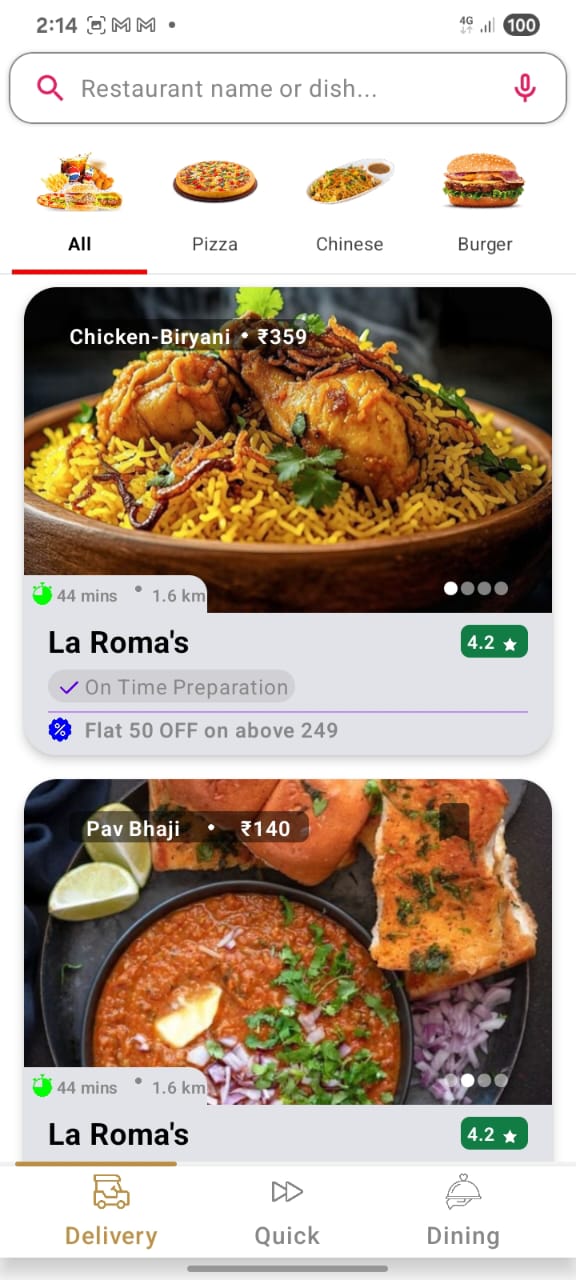 2:14
4G
100
Restaurant name or dish...
All
Pizza
Chinese
Burger
Chicken-Biryani • ₹359
44 mins • 1.6 km
La Roma's
4.2
On Time Preparation
Flat 50 OFF on above 249
Pav Bhaji • ₹140
44 mins • 1.6 km
La Roma's
4.2
Delivery
Quick
Dining